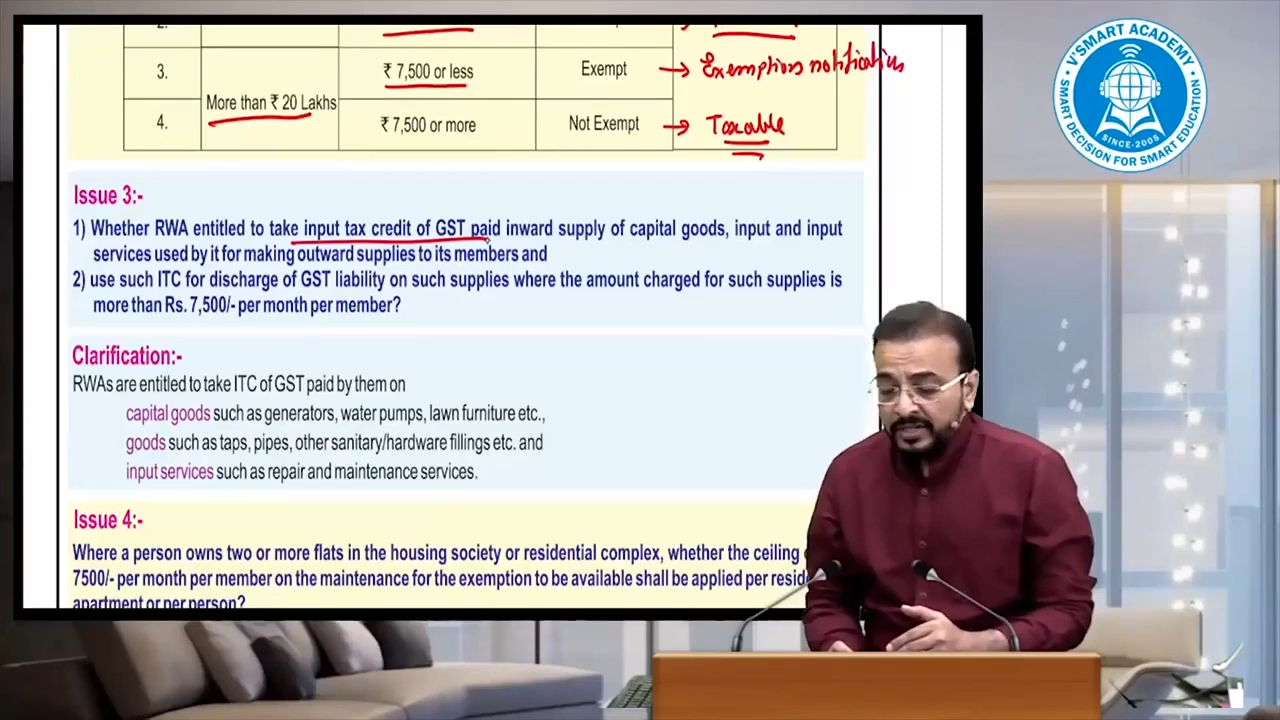 3.
₹ 7,500 or less
Exempt
→ Exemption notification
More than ₹ 20 Lakhs
4.
₹ 7,500 or more
Not Exempt
→ Taxable
Issue 3:-
1) Whether RWA entitled to take input tax credit of GST paid inward supply of capital goods, input and input
services used by it for making outward supplies to its members and
2) use such ITC for discharge of GST liability on such supplies where the amount charged for such supplies is
more than Rs. 7,500/- per month per member?
Clarification:-
RWAs are entitled to take ITC of GST paid by them on
capital goods such as generators, water pumps, lawn furniture etc.,
goods such as taps, pipes, other sanitary/hardware fillings etc. and
input services such as repair and maintenance services.
Issue 4:-
Where a person owns two or more flats in the housing society or residential complex, whether the ceiling
7500/- per month per member on the maintenance for the exemption to be available shall be applied per
apartment or per person?
V'SMART ACADEMY
SINCE-2005
SMART DECISION FOR SMART EDUCATION